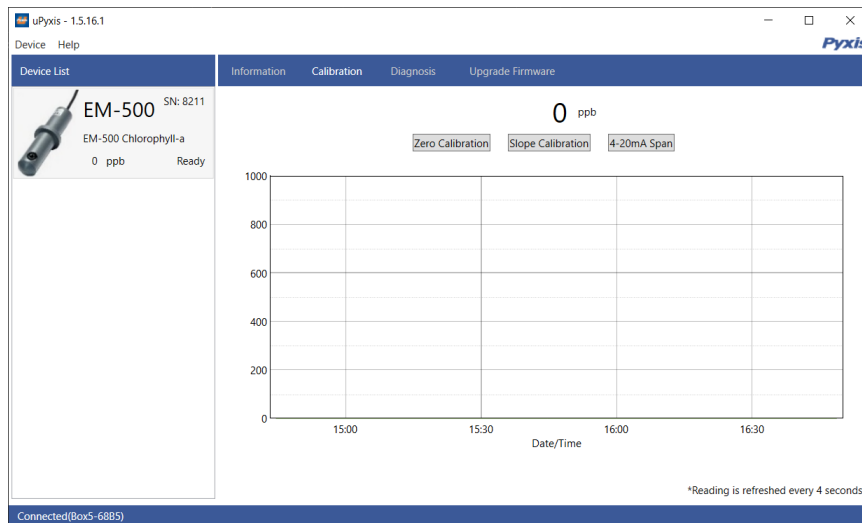 uPyxis - 1.5.16.1
Device Help
Pyxis
Device List
Information Calibration Diagnosis Upgrade Firmware
EM-500 SN: 8211
EM-500 Chlorophyll-a
0 ppb Ready
0 ppb
Zero Calibration Slope Calibration 4-20mA Span
1000
800
600
400
200
0
15:00 15:30 16:00 16:30
Date/Time
*Reading is refreshed every 4 seconds
Connected(Box5-68B5)